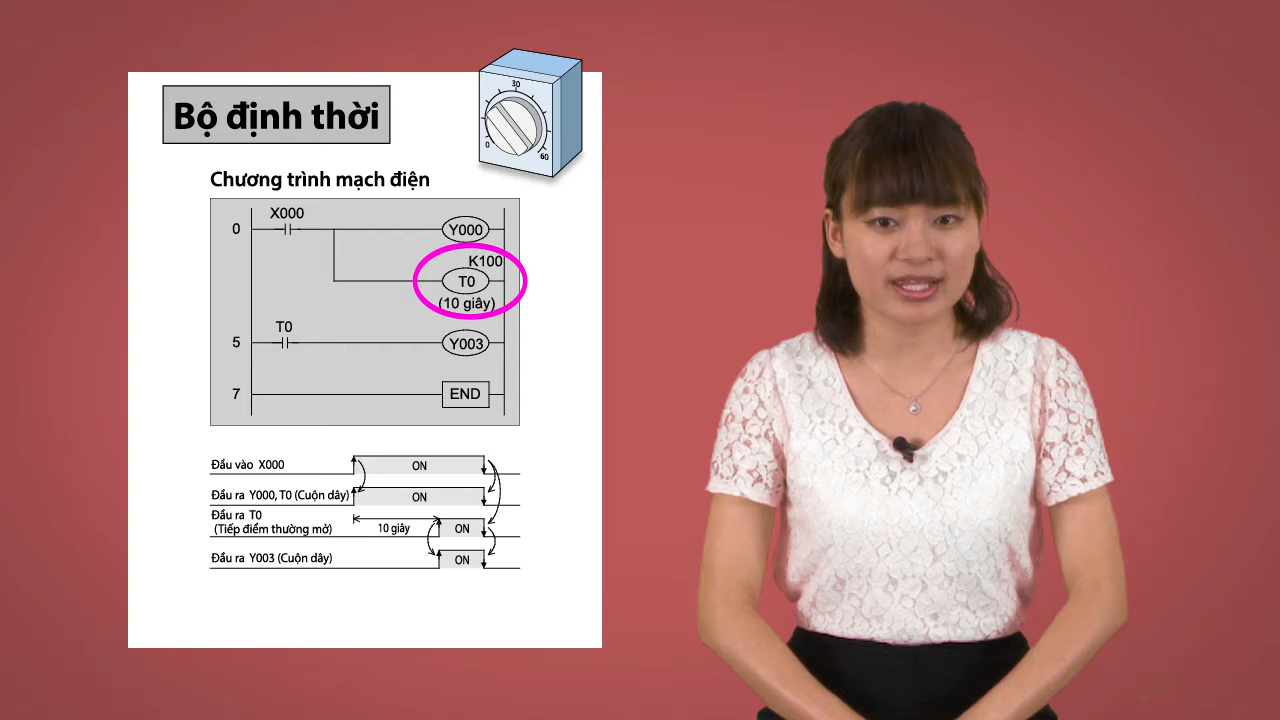 Bộ định thời
30
0
60
Chương trình mạch điện
X000
0
Y000
K100
T0
(10 giây)
T0
5
Y003
7
END
Đầu vào X000
ON
Đầu ra Y000, T0 (Cuộn dây)
ON
Đầu ra T0
(Tiếp điểm thường mở)
10 giây
ON
Đầu ra Y003 (Cuộn dây)
ON